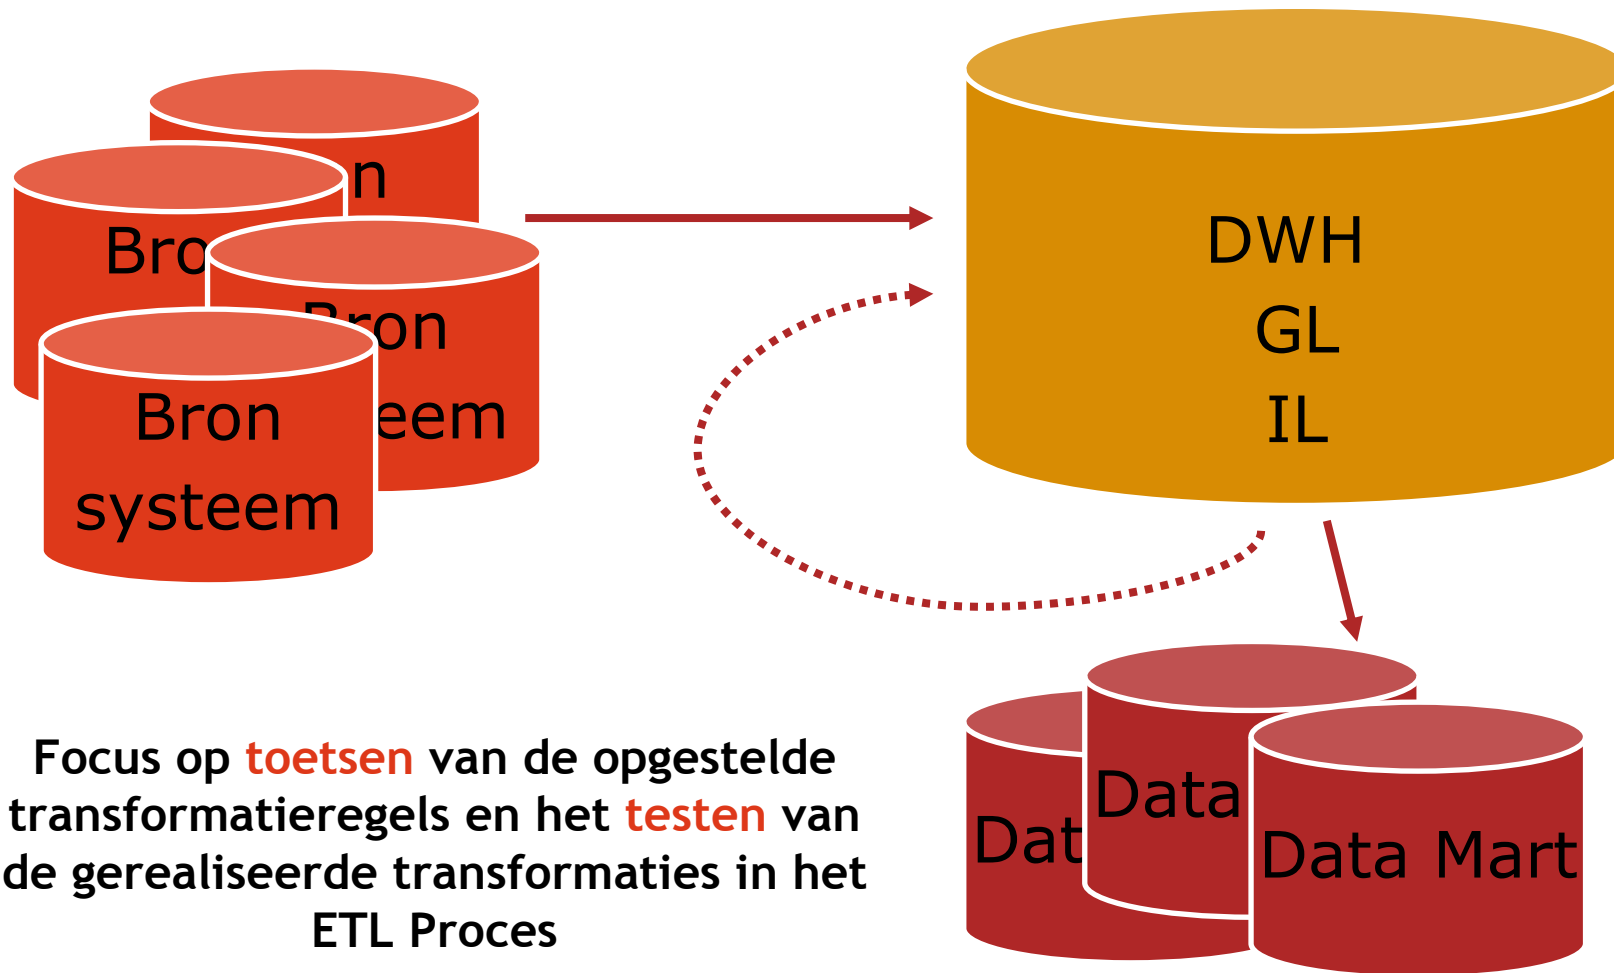 n
Bro
Bron
eem
Bron
systeem
DWH
GL
IL
Data
Dat
Data Mart
Focus op toetsen van de opgestelde
transformatieregels en het testen van
de gerealiseerde transformaties in het
ETL Proces